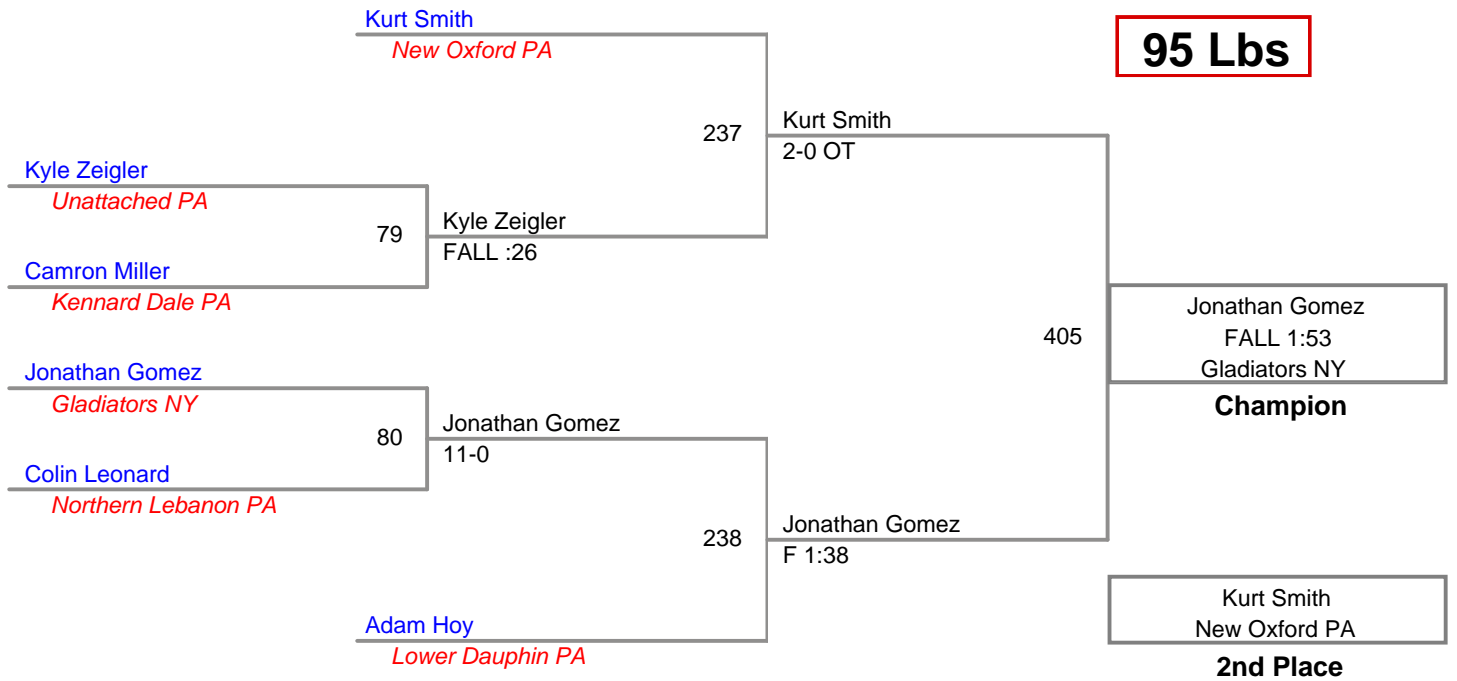 Kurt Smith
New Oxford PA
95 Lbs
237
Kurt Smith
2-0 OT
Kyle Zeigler
Unattached PA
79
Kyle Zeigler
FALL :26
Camron Miller
Kennard Dale PA
405
Jonathan Gomez
FALL 1:53
Gladiators NY
Champion
Jonathan Gomez
Gladiators NY
80
Jonathan Gomez
11-0
Colin Leonard
Northern Lebanon PA
238
Jonathan Gomez
F 1:38
Adam Hoy
Lower Dauphin PA
Kurt Smith
New Oxford PA
2nd Place